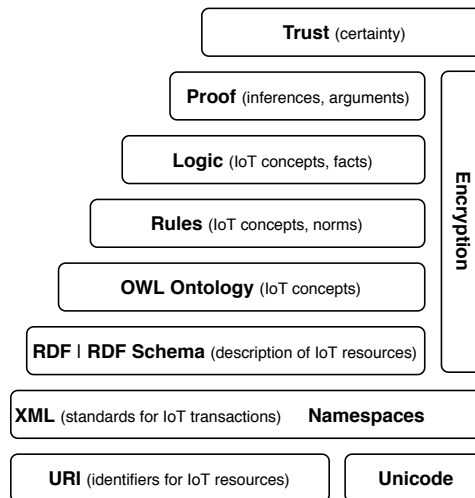 Trust (certainty)
Proof (inferences, arguments)
Logic (IoT concepts, facts)
Rules (IoT concepts, norms)
OWL Ontology (IoT concepts)
RDF | RDF Schema (description of IoT resources)
Encryption
XML (standards for IoT transactions) Namespaces
URI (identifiers for IoT resources) Unicode